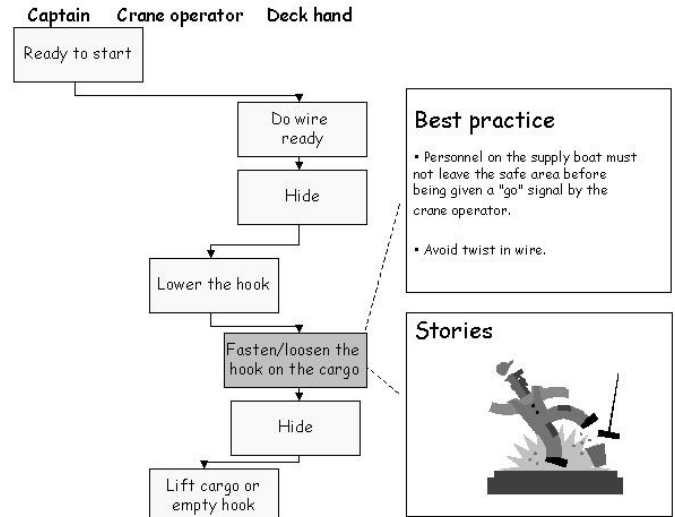 Captain Crane operator Deck hand
Ready to start
Do wire
ready
Hide
Lower the hook
Fasten/loosen the
hook on the cargo
Hide
Lift cargo or
empty hook
Best practice
▪ Personnel on the supply boat must
not leave the safe area before
being given a "go" signal by the
crane operator.
▪ Avoid twist in wire.
Stories